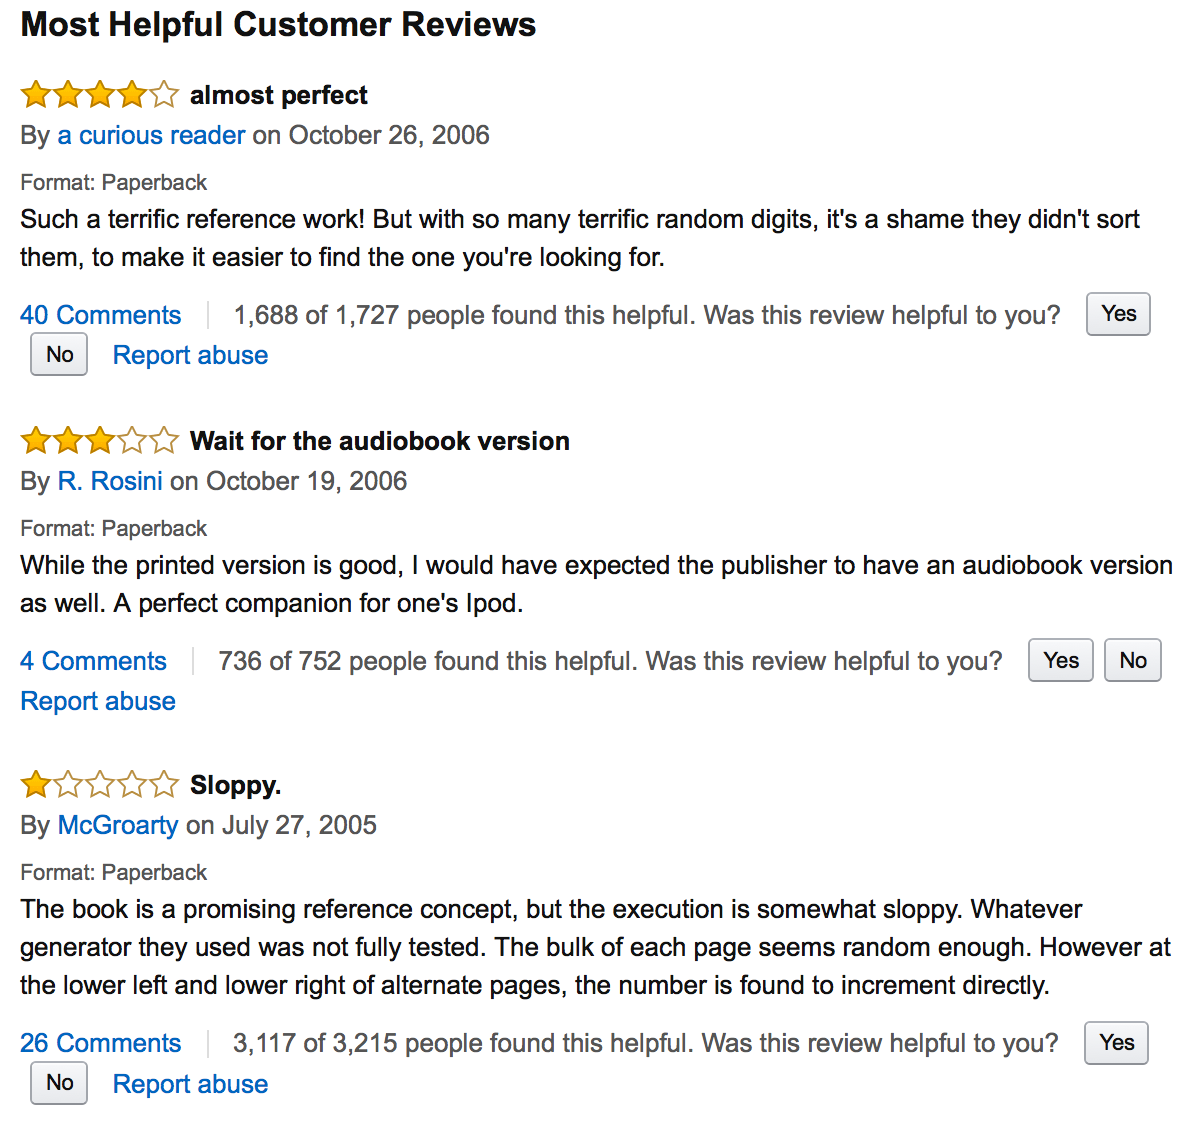 Most Helpful Customer Reviews
almost perfect
By a curious reader on October 26, 2006
Format: Paperback
Such a terrific reference work! But with so many terrific random digits, it's a shame they didn't sort
them, to make it easier to find the one you're looking for.
40 Comments 1,688 of 1,727 people found this helpful. Was this review helpful to you? Yes
No Report abuse
Wait for the audiobook version
By R. Rosini on October 19, 2006
Format: Paperback
While the printed version is good, I would have expected the publisher to have an audiobook version
as well. A perfect companion for one's Ipod.
4 Comments 736 of 752 people found this helpful. Was this review helpful to you? Yes No
Report abuse
Sloppy.
By McGroarty on July 27, 2005
Format: Paperback
The book is a promising reference concept, but the execution is somewhat sloppy. Whatever
generator they used was not fully tested. The bulk of each page seems random enough. However at
the lower left and lower right of alternate pages, the number is found to increment directly.
26 Comments 3,117 of 3,215 people found this helpful. Was this review helpful to you? Yes
No Report abuse